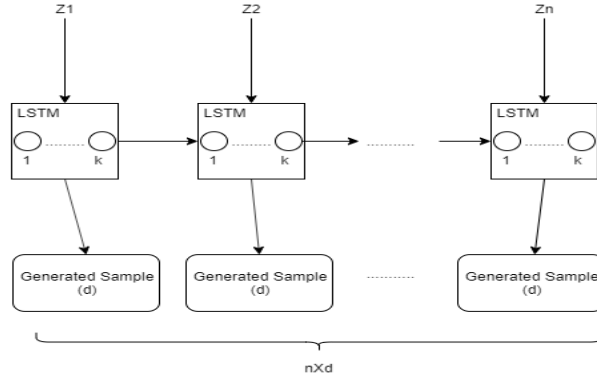 Z1
Z2
Zn
LSTM
LSTM
LSTM
1 ........ k
1 ........ k
........
1 ........ k
Generated Sample
(d)
Generated Sample
(d)
........
Generated Sample
(d)
nXd